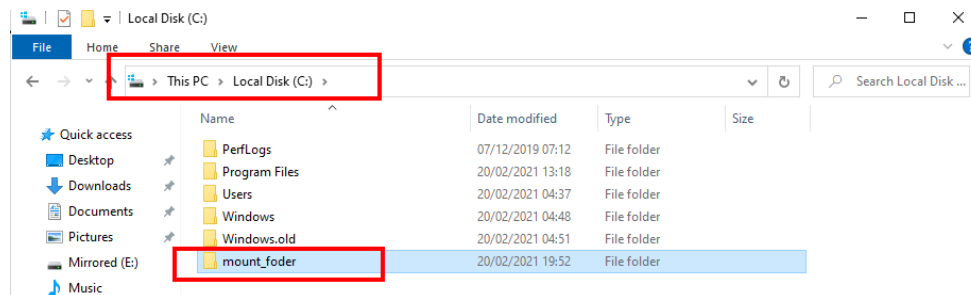 Local Disk (C:)
File Home Share View
This PC Local Disk (C:) Search Local Disk ...
Name Date modified Type Size
Quick access
PerfLogs 07/12/2019 07:12 File folder
Desktop
Program Files 20/02/2021 13:18 File folder
Downloads
Users 20/02/2021 04:37 File folder
Documents
Windows 20/02/2021 04:48 File folder
Pictures
Windows.old 20/02/2021 04:51 File folder
Mirrored (E:)
mount_foder 20/02/2021 19:52 File folder
Music